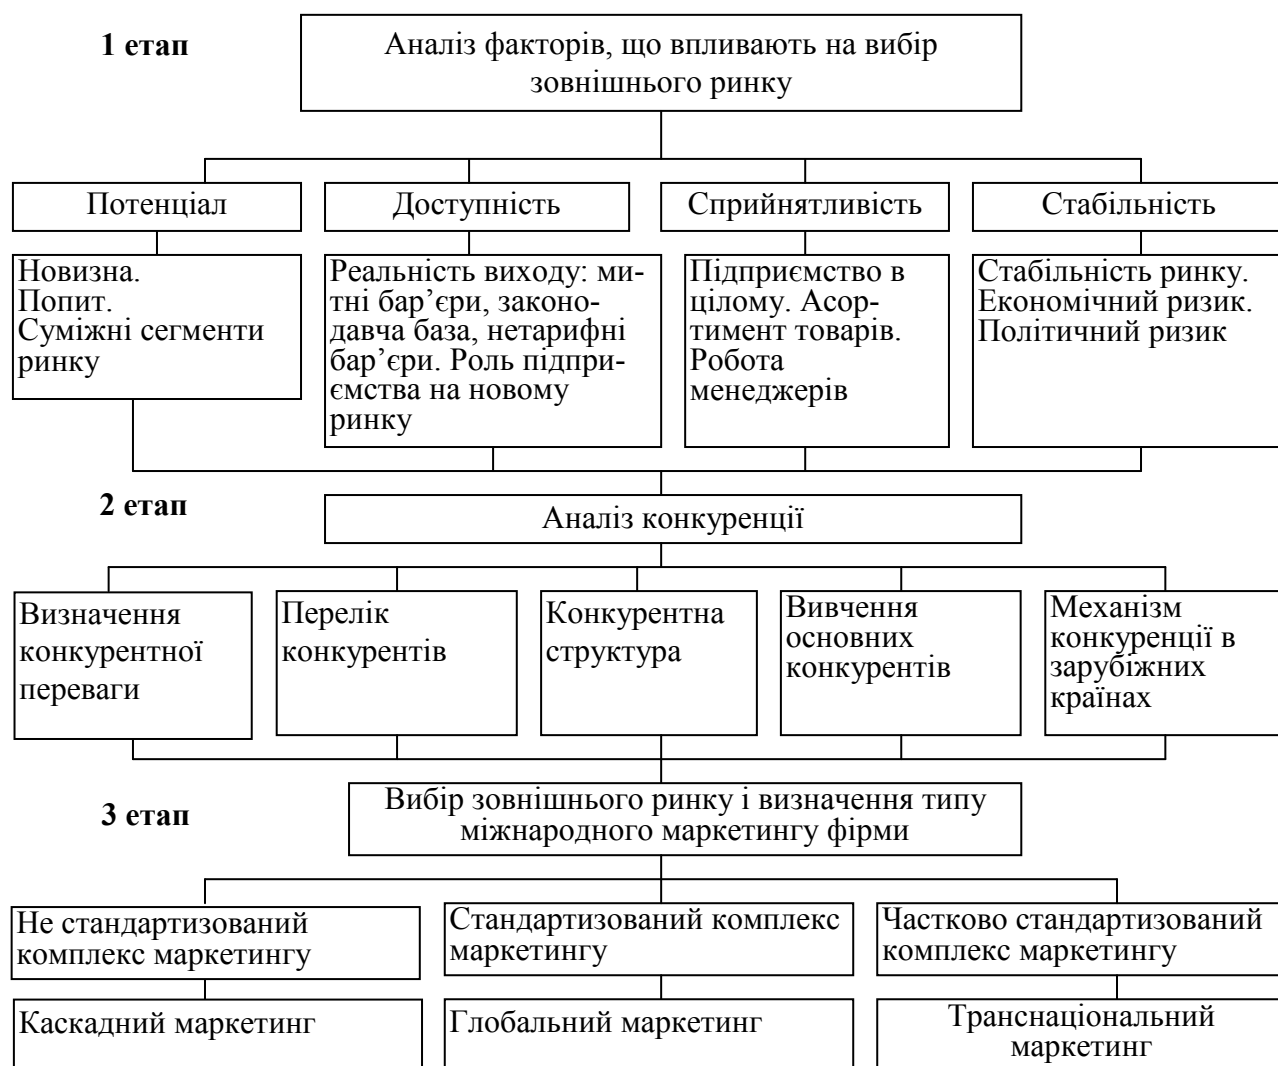 1 етап
Аналіз факторів, що впливають на вибір
зовнішнього ринку
Потенціал
Доступність
Сприйнятливість
Стабільність
Новизна.
Попит.
Суміжні сегменти
ринку
Реальність виходу: ми-
тні бар’єри, законо-
давча база, нетарифні
бар’єри. Роль підпри-
ємства на новому
ринку
Підприємство в
цілому. Асор-
тимент товарів.
Робота
менеджерів
Стабільність ринку.
Економічний ризик.
Політичний ризик
2 етап
Аналіз конкуренції
Визначення
конкурентної
переваги
Перелік
конкурентів
Конкурентна
структура
Вивчення
основних
конкурентів
Механізм
конкуренції в
зарубіжних
країнах
3 етап
Вибір зовнішнього ринку і визначення типу
міжнародного маркетингу фірми
Не стандартизований
комплекс маркетингу
Стандартизований комплекс
маркетингу
Частково стандартизований
комплекс маркетингу
Каскадний маркетинг
Глобальний маркетинг
Транснаціональний
маркетинг